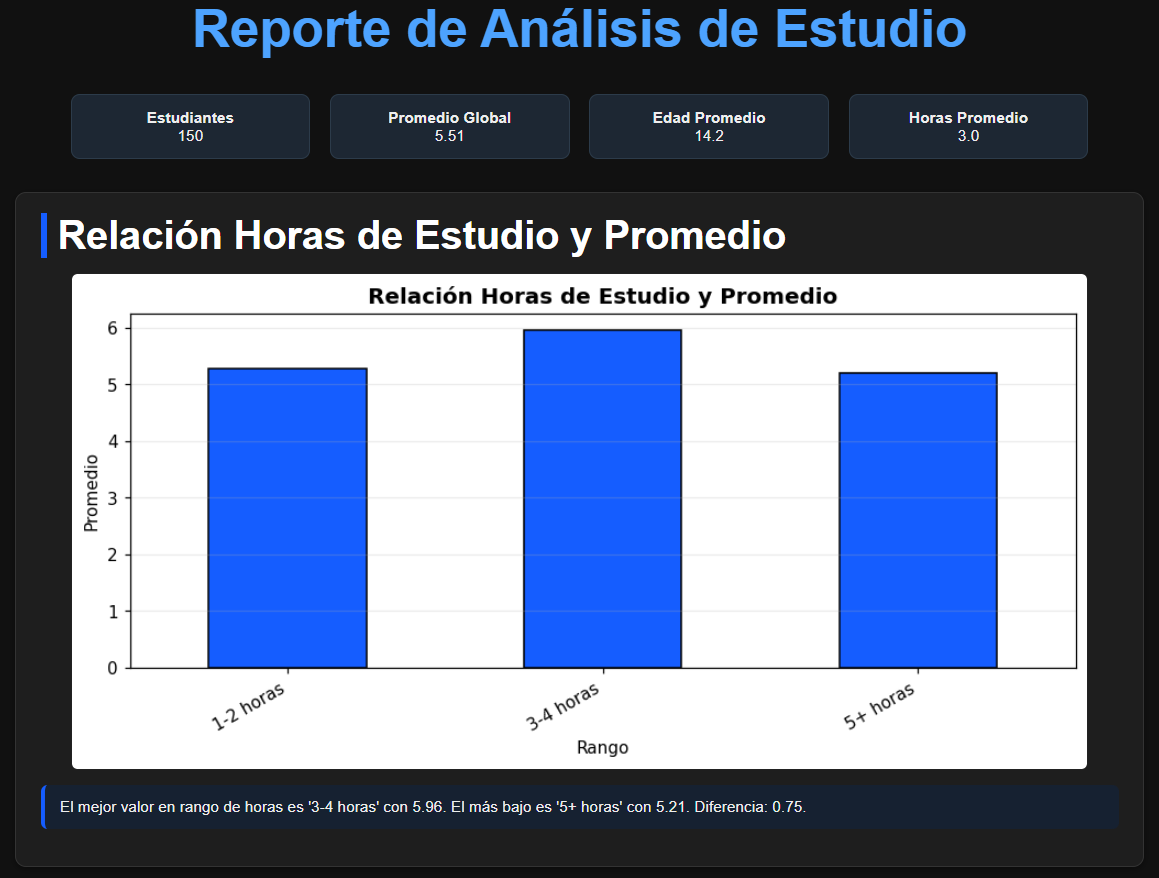 Reporte de Análisis de Estudio
Estudiantes
150
Promedio Global
5.51
Edad Promedio
14.2
Horas Promedio
3.0
Relación Horas de Estudio y Promedio
Relación Horas de Estudio y Promedio
Promedio
6
5
4
3
2
1
0
1-2 horas
3-4 horas
5+ horas
Rango
El mejor valor en rango de horas es '3-4 horas' con 5.96. El más bajo es '5+ horas' con 5.21. Diferencia: 0.75.